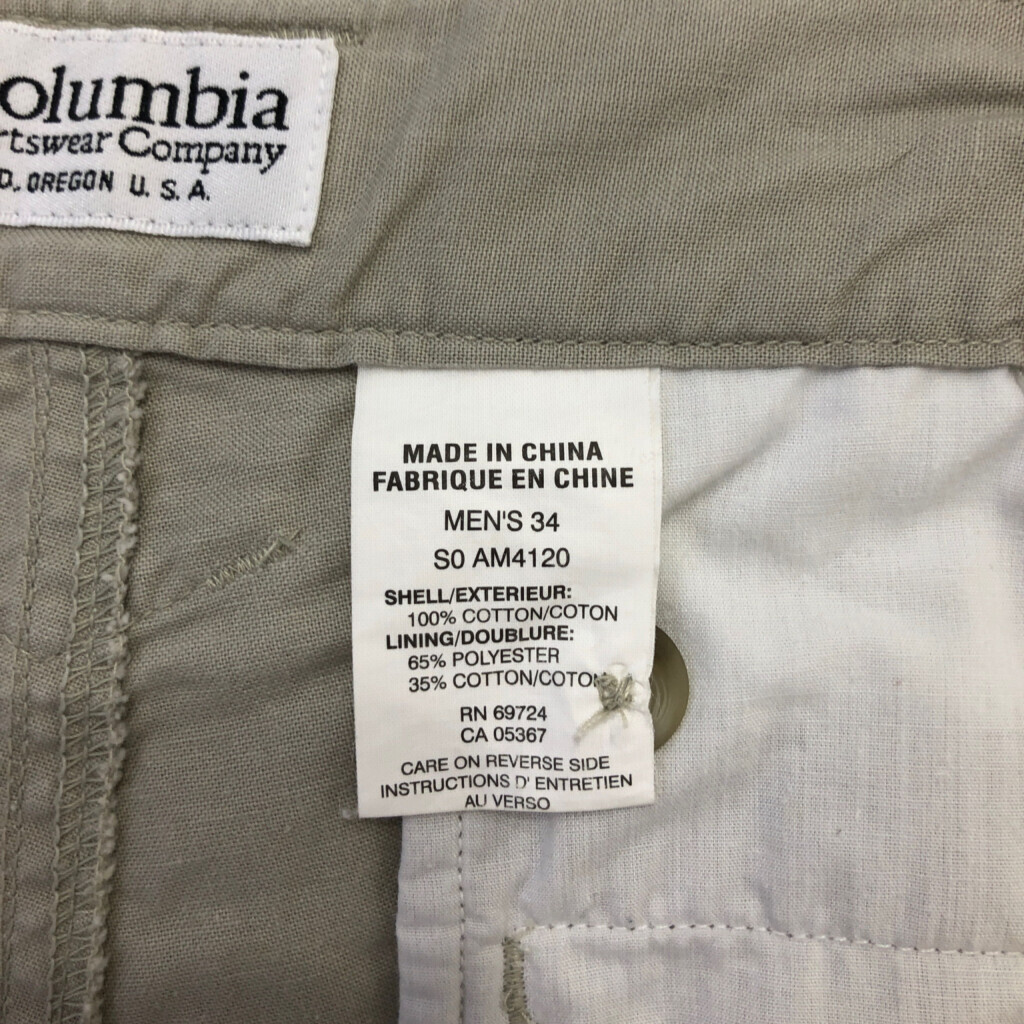 olumbia
rtswear Company
D., OREGON U. S. A.
MADE IN CHINA
FABRIQUE EN CHINE
MEN'S 34
S0 AM4120
SHELL/EXTERIEUR:
100% COTTON/COTON
LINING/DOUBLURE:
65% POLYESTER
35% COTTON/COTON
RN 69724
CA 05367
CARE ON REVERSE SIDE
INSTRUCTIONS D' ENTRETIEN
AU VERSO